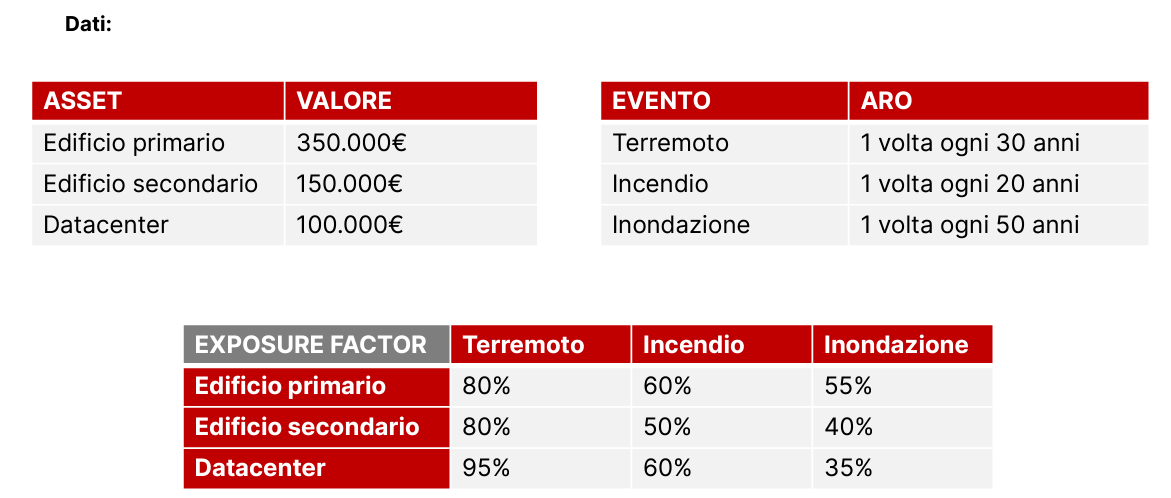 Dati:
ASSET VALORE
Edificio primario 350.000€
Edificio secondario 150.000€
Datacenter 100.000€
EVENTO ARO
Terremoto 1 volta ogni 30 anni
Incendio 1 volta ogni 20 anni
Inondazione 1 volta ogni 50 anni
EXPOSURE FACTOR Terremoto Incendio Inondazione
Edificio primario 80% 60% 55%
Edificio secondario 80% 50% 40%
Datacenter 95% 60% 35%